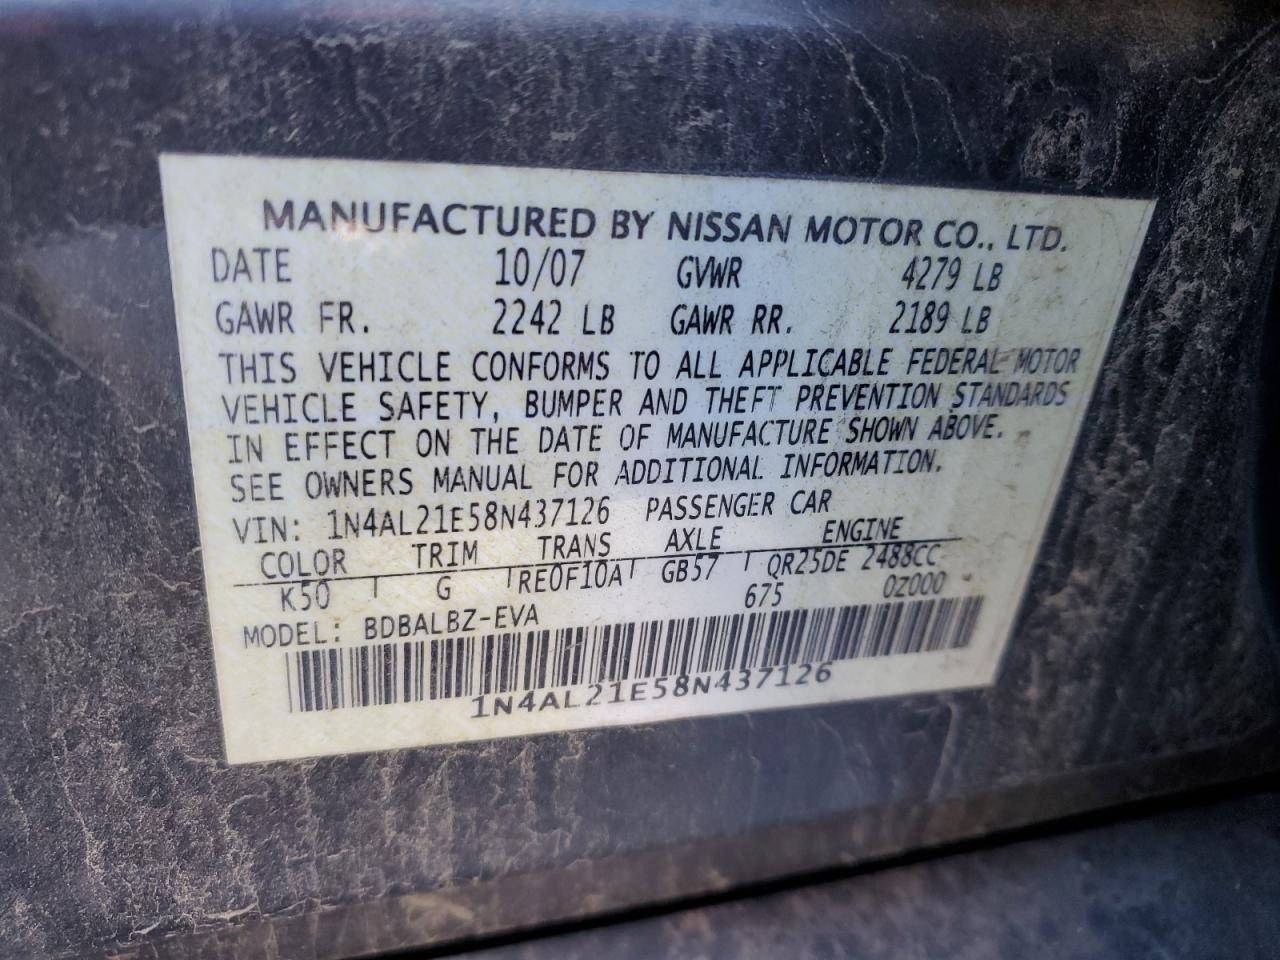 MANUFACTURED BY NISSAN MOTOR CO., LTD.
DATE 10/07 GVWR 4279 LB
GAWR FR. 2242 LB GAWR RR. 2189 LB
THIS VEHICLE CONFORMS TO ALL APPLICABLE FEDERAL MOTOR
VEHICLE SAFETY, BUMPER AND THEFT PREVENTION STANDARDS
IN EFFECT ON THE DATE OF MANUFACTURE SHOWN ABOVE.
SEE OWNERS MANUAL FOR ADDITIONAL INFORMATION.
VIN: 1N4AL21E58N437126 PASSENGER CAR
COLOR TRIM TRANS AXLE ENGINE
K50 G RE0F10A GB57 QR25DE 2488CC
675 0Z000
MODEL: BDBALBZ-EVA
1N4AL21E58N437126